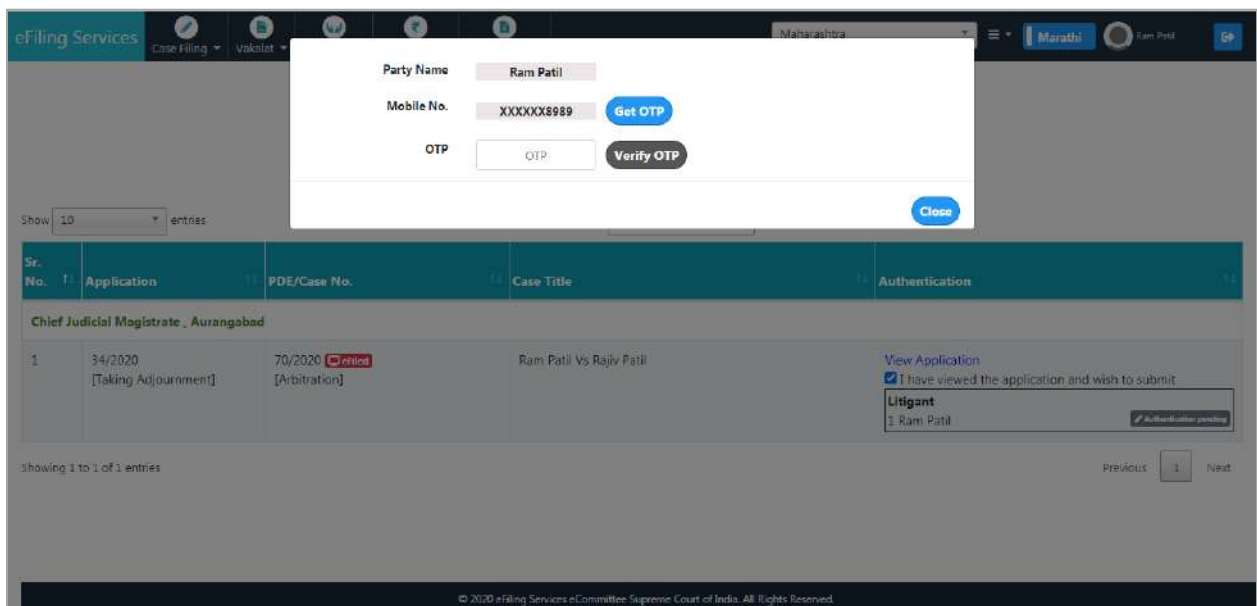 eFiling Services
Case Filing
Vakalat
Maharashtra
Marathi
Ram Patil
Party Name Ram Patil
Mobile No. XXXXXX8989 Get OTP
OTP OTP Verify OTP
Close
Show 10 entries
Sr. No. Application PDE/Case No. Case Title Authentication
Chief Judicial Magistrate , Aurangabad
1 34/2020 70/2020 eFiled Ram Patil Vs Rajiv Patil View Application
[Taking Adjournment] [Arbitration] I have viewed the application and wish to submit
Litigant
1 Ram Patil Authentication pending
Showing 1 to 1 of 1 entries Previous 1 Next
© 2020 eFiling Services eCommittee Supreme Court of India. All Rights Reserved.